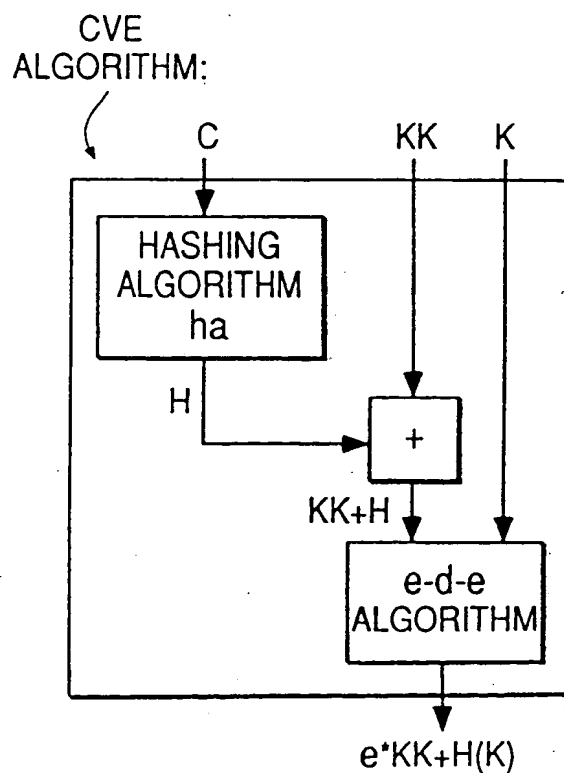 CVE
ALGORITHM:
C KK K
HASHING
ALGORITHM
ha
H
+
KK+H
e-d-e
ALGORITHM
e*KK+H(K)